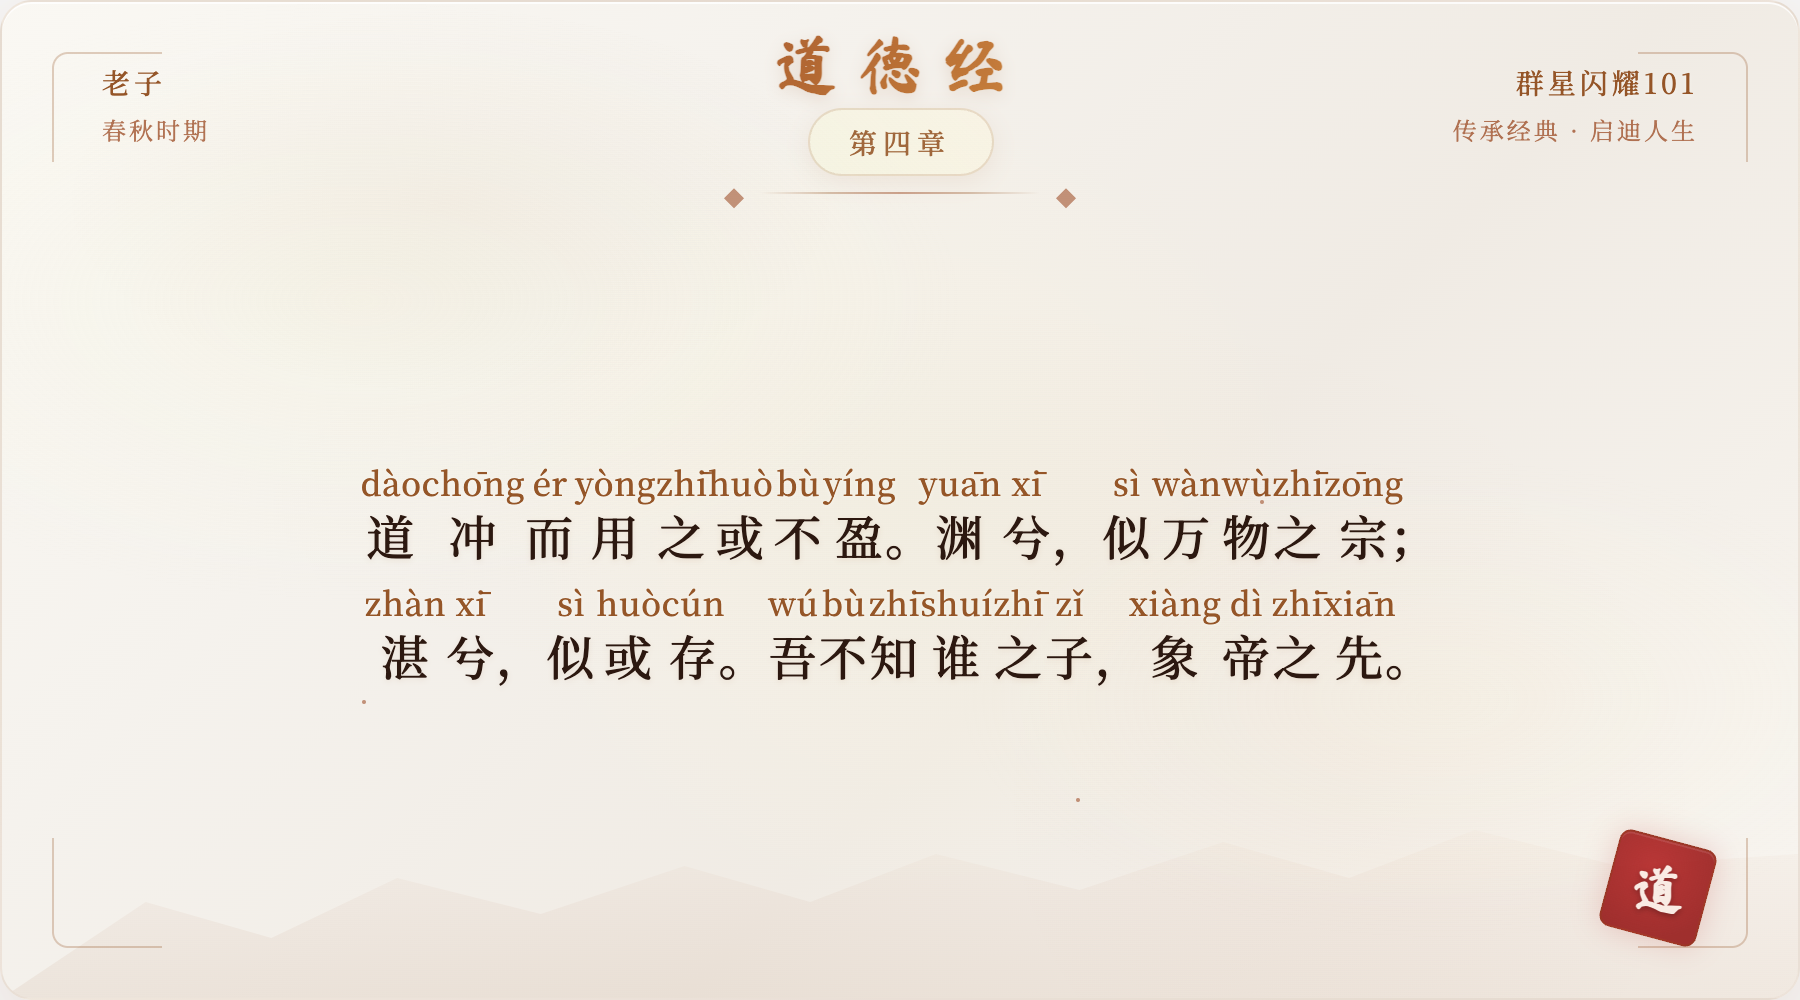 老子
春秋时期
道德经
第四章
群星闪耀101
传承经典 · 启迪人生
dàochōng ér yòngzhīhuò bù yíng yuān xī sì wànwùzhīzōng
道冲而用之或不盈。渊兮，似万物之宗；
zhàn xī sì huòcún wú bù zhīshuízhī zǐ xiàng dì zhīxiān
湛兮，似或存。吾不知谁之子，象帝之先。
道